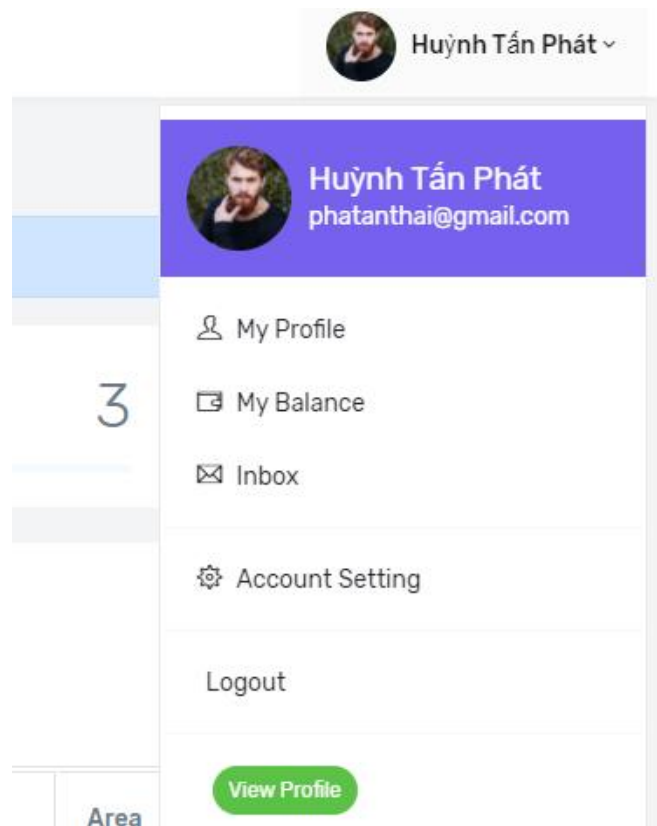 Huỳnh Tấn Phát
Huỳnh Tấn Phát
phatanthai@gmail.com
My Profile
3
My Balance
Inbox
Account Setting
Logout
View Profile
Area